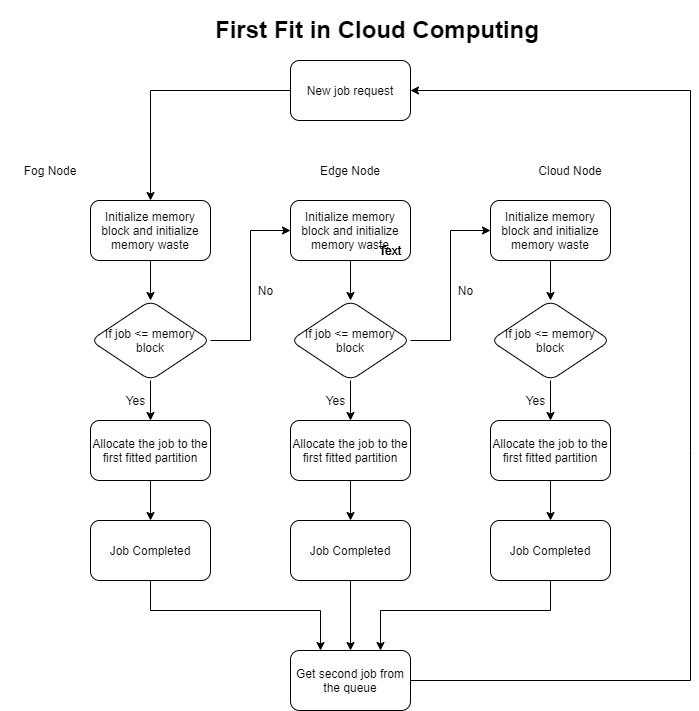 First Fit in Cloud Computing
New job request
Fog Node
Edge Node
Cloud Node
Initialize memory
block and initialize
memory waste
Initialize memory
block and initialize
memory waste
Text
Initialize memory
block and initialize
memory waste
No
No
If job <= memory
block
If job <= memory
block
If job <= memory
block
Yes
Yes
Yes
Allocate the job to the
first fitted partition
Allocate the job to the
first fitted partition
Allocate the job to the
first fitted partition
Job Completed
Job Completed
Job Completed
Get second job from
the queue